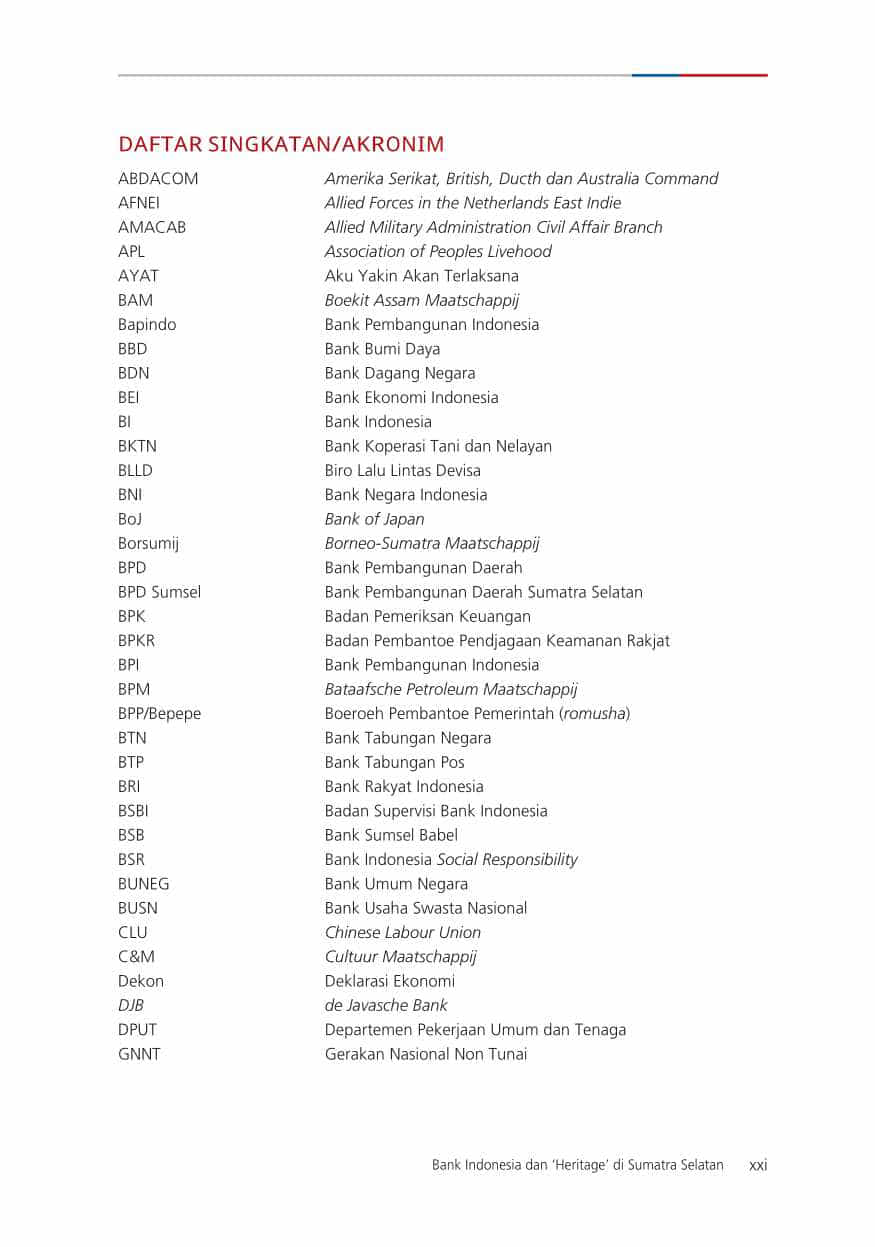 DAFTAR SINGKATAN/AKRONIM
ABDACOM Amerika Serikat, British, Ducth dan Australia Command
AFNEI Allied Forces in the Netherlands East Indie
AMACAB Allied Military Administration Civil Affair Branch
APL Association of Peoples Livehood
AYAT Aku Yakin Akan Terlaksana
BAM Boekit Assam Maatschappij
Bapindo Bank Pembangunan Indonesia
BBD Bank Bumi Daya
BDN Bank Dagang Negara
BEI Bank Ekonomi Indonesia
BI Bank Indonesia
BKTN Bank Koperasi Tani dan Nelayan
BLLD Biro Lalu Lintas Devisa
BNI Bank Negara Indonesia
BoJ Bank of Japan
Borsumij Borneo-Sumatra Maatschappij
BPD Bank Pembangunan Daerah
BPD Sumsel Bank Pembangunan Daerah Sumatra Selatan
BPK Badan Pemeriksan Keuangan
BPKR Badan Pembantoe Pendjagaan Keamanan Rakjat
BPI Bank Pembangunan Indonesia
BPM Bataafsche Petroleum Maatschappij
BPP/Bepepe Boeroeh Pembantoe Pemerintah (romusha)
BTN Bank Tabungan Negara
BTP Bank Tabungan Pos
BRI Bank Rakyat Indonesia
BSBI Badan Supervisi Bank Indonesia
BSB Bank Sumsel Babel
BSR Bank Indonesia Social Responsibility
BUNEG Bank Umum Negara
BUSN Bank Usaha Swasta Nasional
CLU Chinese Labour Union
C&M Cultuur Maatschappij
Dekon Deklarasi Ekonomi
DJB de Javasche Bank
DPUT Departemen Pekerjaan Umum dan Tenaga
GNNT Gerakan Nasional Non Tunai
Bank Indonesia dan ‘Heritage’ di Sumatra Selatan xxi